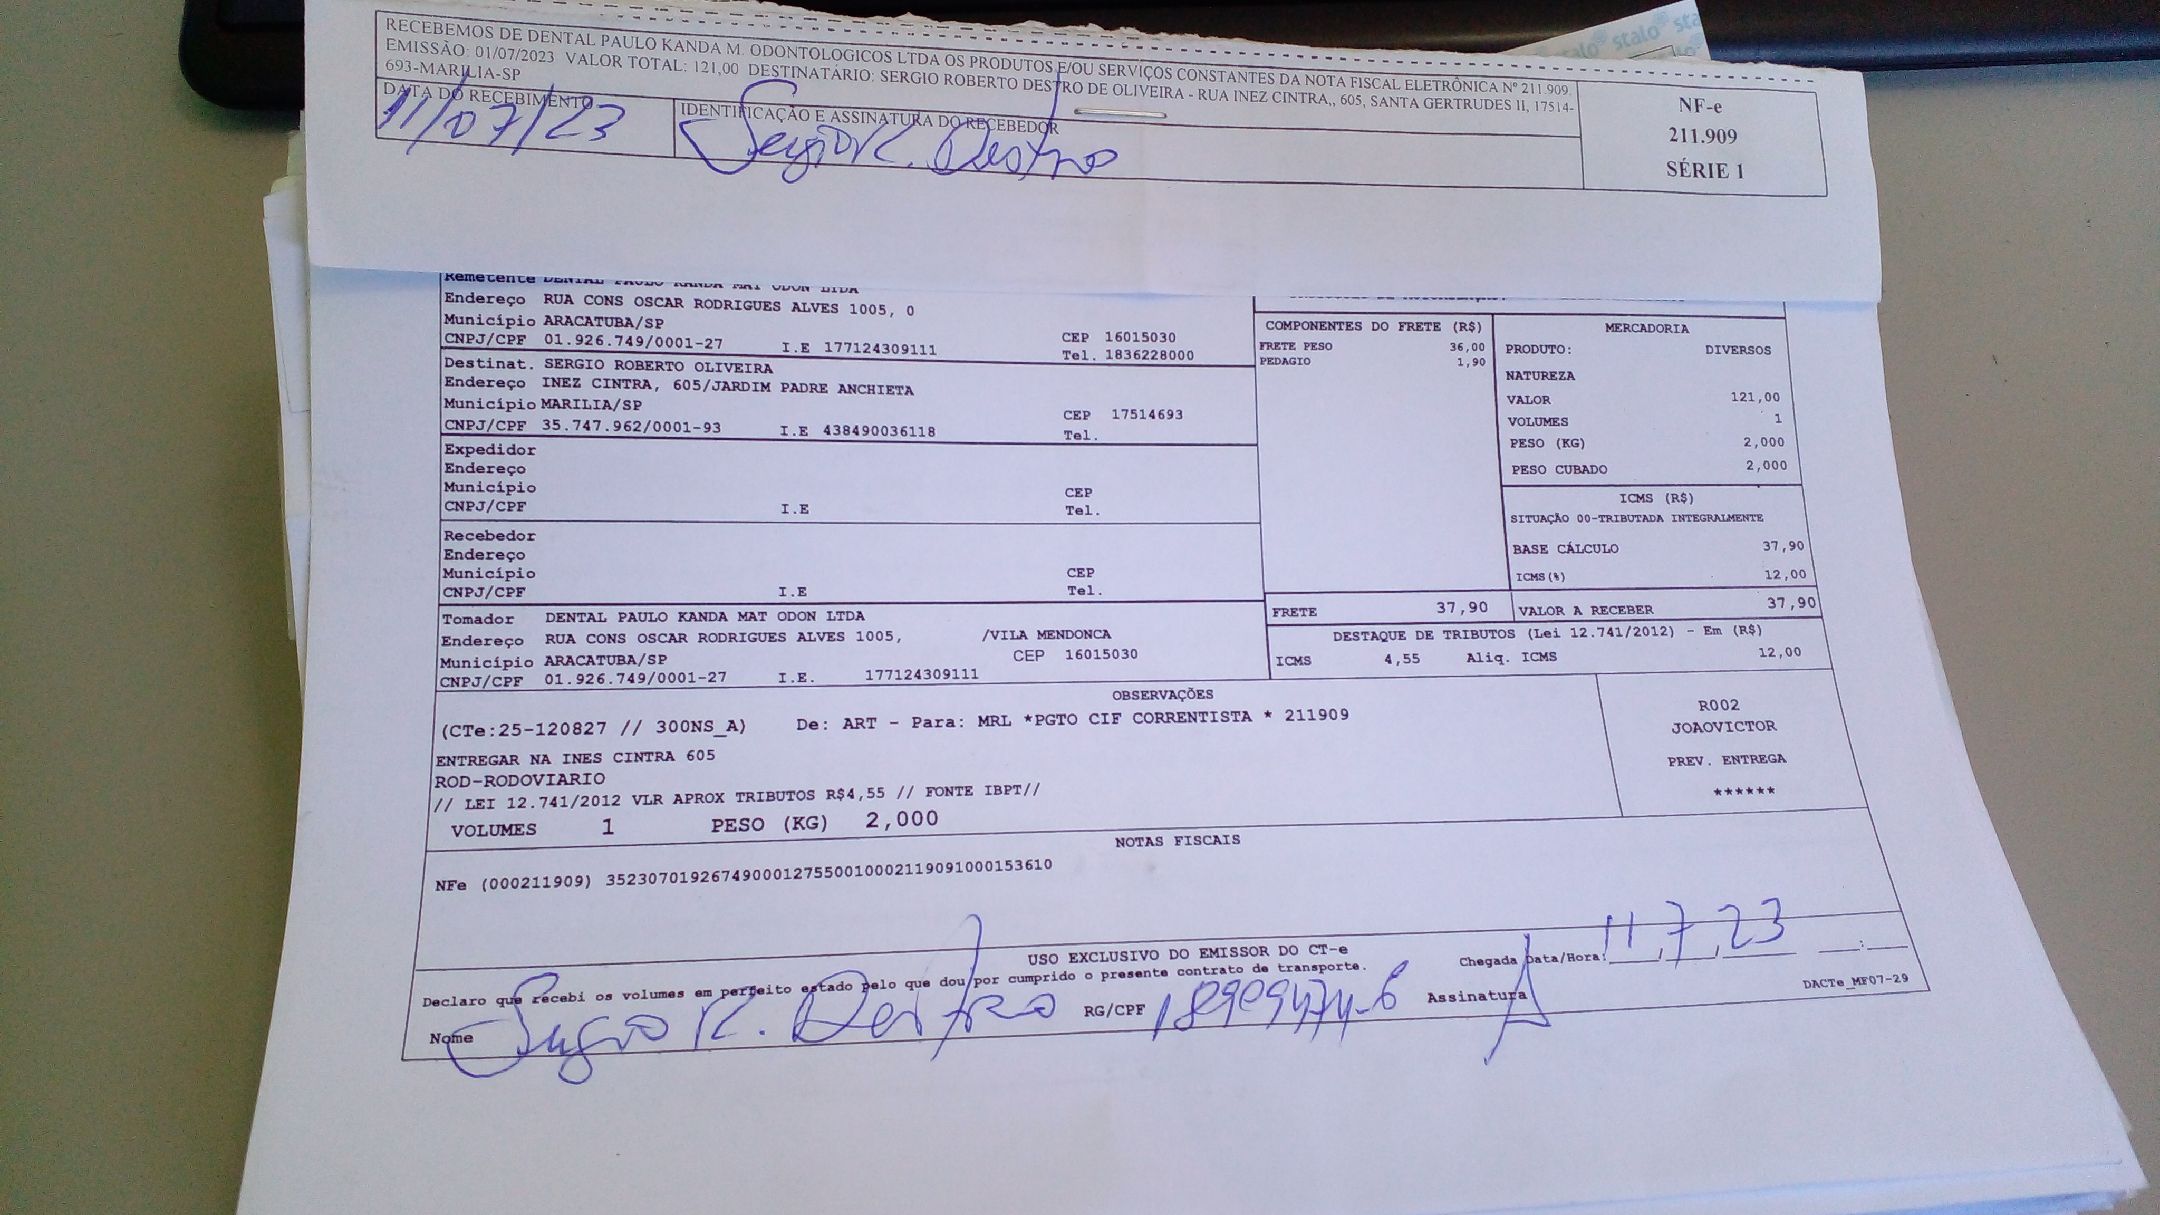 RECEBEMOS DE DENTAL PAULO KANDA M. ODONTOLOGICOS LTDA OS PRODUTOS E/OU SERVIÇOS CONSTANTES DA NOTA FISCAL ELETRÔNICA Nº 211.909.
EMISSÃO: 01/07/2023 VALOR TOTAL: 121,00 DESTINATÁRIO: SERGIO ROBERTO DESTRO DE OLIVEIRA - RUA INEZ CINTRA,, 605, SANTA GERTRUDES II, 17514-
693-MARILIA-SP
DATA DO RECEBIMENTO
11/07/23
IDENTIFICAÇÃO E ASSINATURA DO RECEBEDOR
Sergio R. Destro
NF-e
211.909
SÉRIE 1
stalo
Remetente DENTAL PAULO KANDA MAT ODON LTDA
Endereço RUA CONS OSCAR RODRIGUES ALVES 1005, 0
Município ARACATUBA/SP CEP 16015030
CNPJ/CPF 01.926.749/0001-27 I.E 177124309111 Tel. 1836228000
Destinat. SERGIO ROBERTO OLIVEIRA
Endereço INEZ CINTRA, 605/JARDIM PADRE ANCHIETA
Município MARILIA/SP CEP 17514693
CNPJ/CPF 35.747.962/0001-93 I.E 438490036118 Tel.
Expedidor
Endereço
Município CEP
CNPJ/CPF I.E Tel.
Recebedor
Endereço
Município CEP
CNPJ/CPF I.E Tel.
Tomador DENTAL PAULO KANDA MAT ODON LTDA
Endereço RUA CONS OSCAR RODRIGUES ALVES 1005, /VILA MENDONCA
Município ARACATUBA/SP CEP 16015030
CNPJ/CPF 01.926.749/0001-27 I.E. 177124309111
COMPONENTES DO FRETE (R$)
FRETE PESO 36,00
PEDAGIO 1,90
MERCADORIA
PRODUTO: DIVERSOS
NATUREZA
VALOR 121,00
VOLUMES 1
PESO (KG) 2,000
PESO CUBADO 2,000
ICMS (R$)
SITUAÇÃO 00-TRIBUTADA INTEGRALMENTE
BASE CÁLCULO 37,90
ICMS(%) 12,00
FRETE 37,90 VALOR A RECEBER 37,90
DESTAQUE DE TRIBUTOS (Lei 12.741/2012) - Em (R$)
ICMS 4,55 Aliq. ICMS 12,00
OBSERVAÇÕES
(CTe:25-120827 // 300NS_A) De: ART - Para: MRL *PGTO CIF CORRENTISTA * 211909
ENTREGAR NA INES CINTRA 605
ROD-RODOVIARIO
// LEI 12.741/2012 VLR APROX TRIBUTOS R$4,55 // FONTE IBPT//
VOLUMES 1 PESO (KG) 2,000
R002
JOAOVICTOR
PREV. ENTREGA
******
NOTAS FISCAIS
NFe (000211909) 35230701926749000127550010002119091000153610
USO EXCLUSIVO DO EMISSOR DO CT-e
Declaro que recebi os volumes em perfeito estado pelo que dou por cumprido o presente contrato de transporte.
Chegada Data/Hora: 11,7,23 :
Nome Sergio R. Destro RG/CPF Assinatura
DACTe_MF07-29